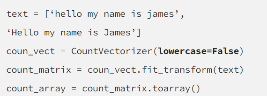 text = [‘hello my name is james’,
‘Hello my name is James’]
coun_vect = CountVectorizer(lowercase=False)
count_matrix = coun_vect.fit_transform(text)
count_array = count_matrix.toarray()